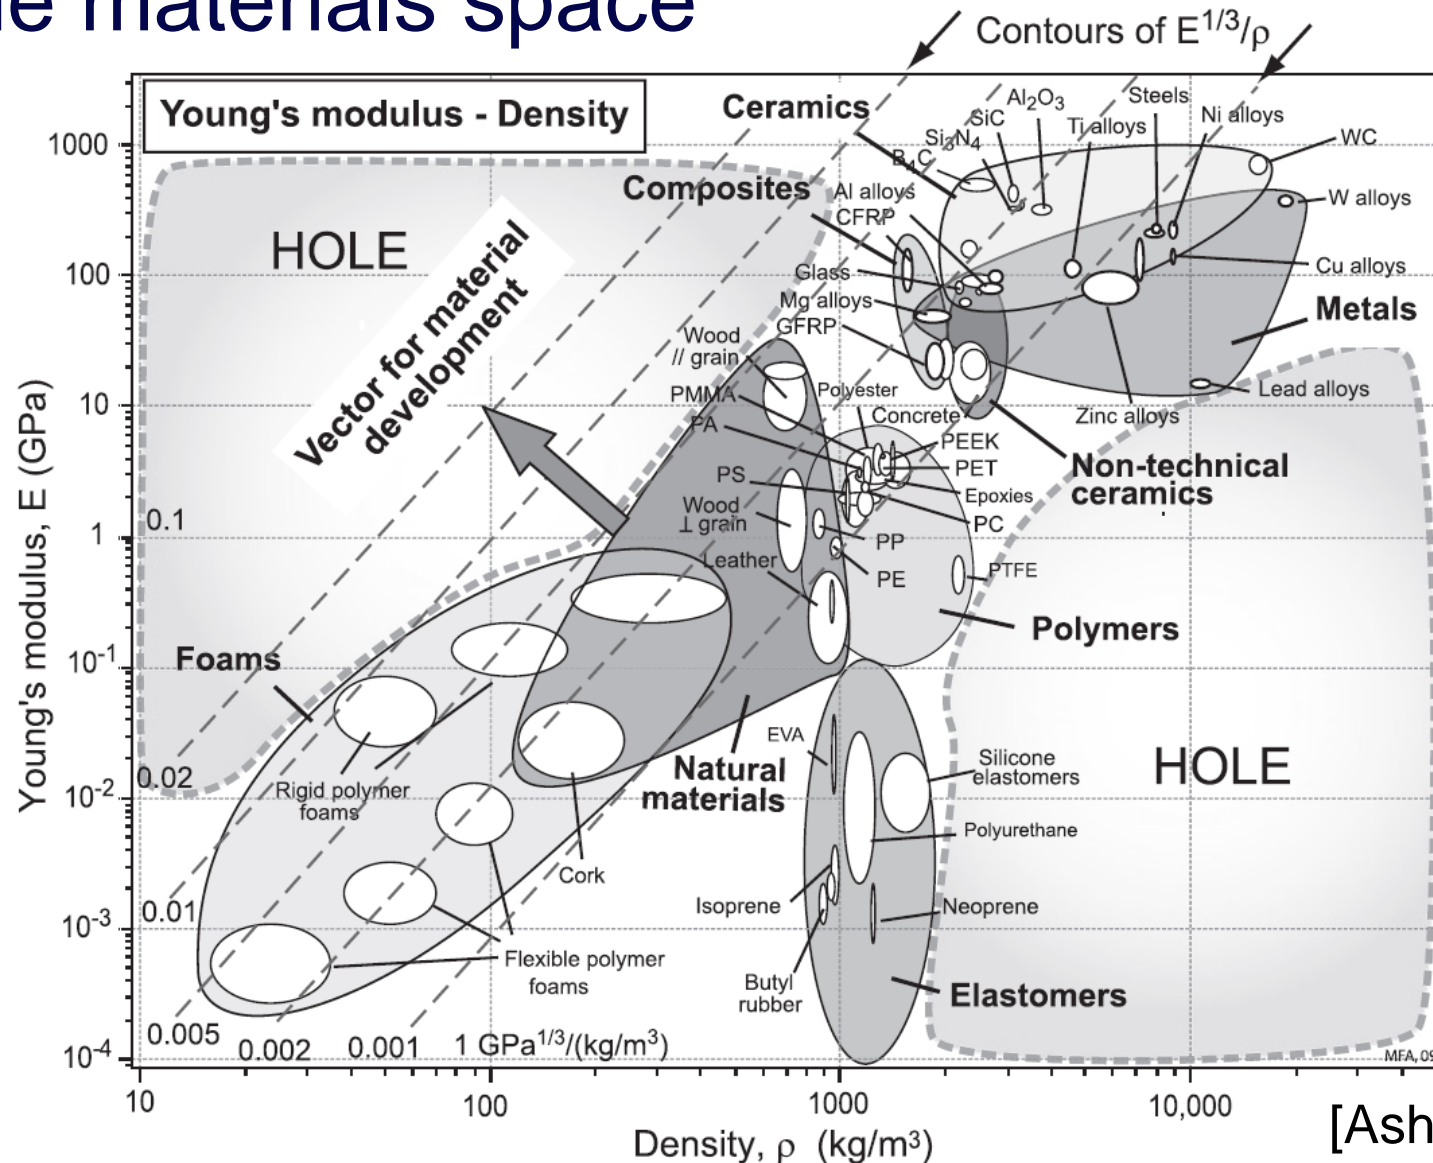 materials space
Contours of E1/3/ρ
Young's modulus - Density
Ceramics
Al2O3
SiC
Si3N4
B4C
Steels
Ti alloys
Ni alloys
WC
W alloys
Composites
Al alloys
CFRP
HOLE
Glass
Mg alloys
GFRP
Cu alloys
Metals
Vector for material
development
Wood
// grain
PMMA
PA
Polyester
Concrete
PEEK
PET
Epoxies
PC
Zinc alloys
Lead alloys
Non-technical
ceramics
PS
Wood
⊥ grain
Leather
PP
PE
PTFE
Polymers
Foams
Rigid polymer
foams
Natural
materials
Cork
EVA
Silicone
elastomers
HOLE
Polyurethane
Isoprene
Neoprene
Flexible polymer
foams
Butyl
rubber
Elastomers
0.1
0.02
0.01
0.005
0.002
0.001
1 GPa1/3/(kg/m3)
MFA, 09
Young's modulus, E (GPa)
1000
100
10
1
10-1
10-2
10-3
10-4
10
100
1000
10,000
Density, ρ (kg/m3)
[Ash